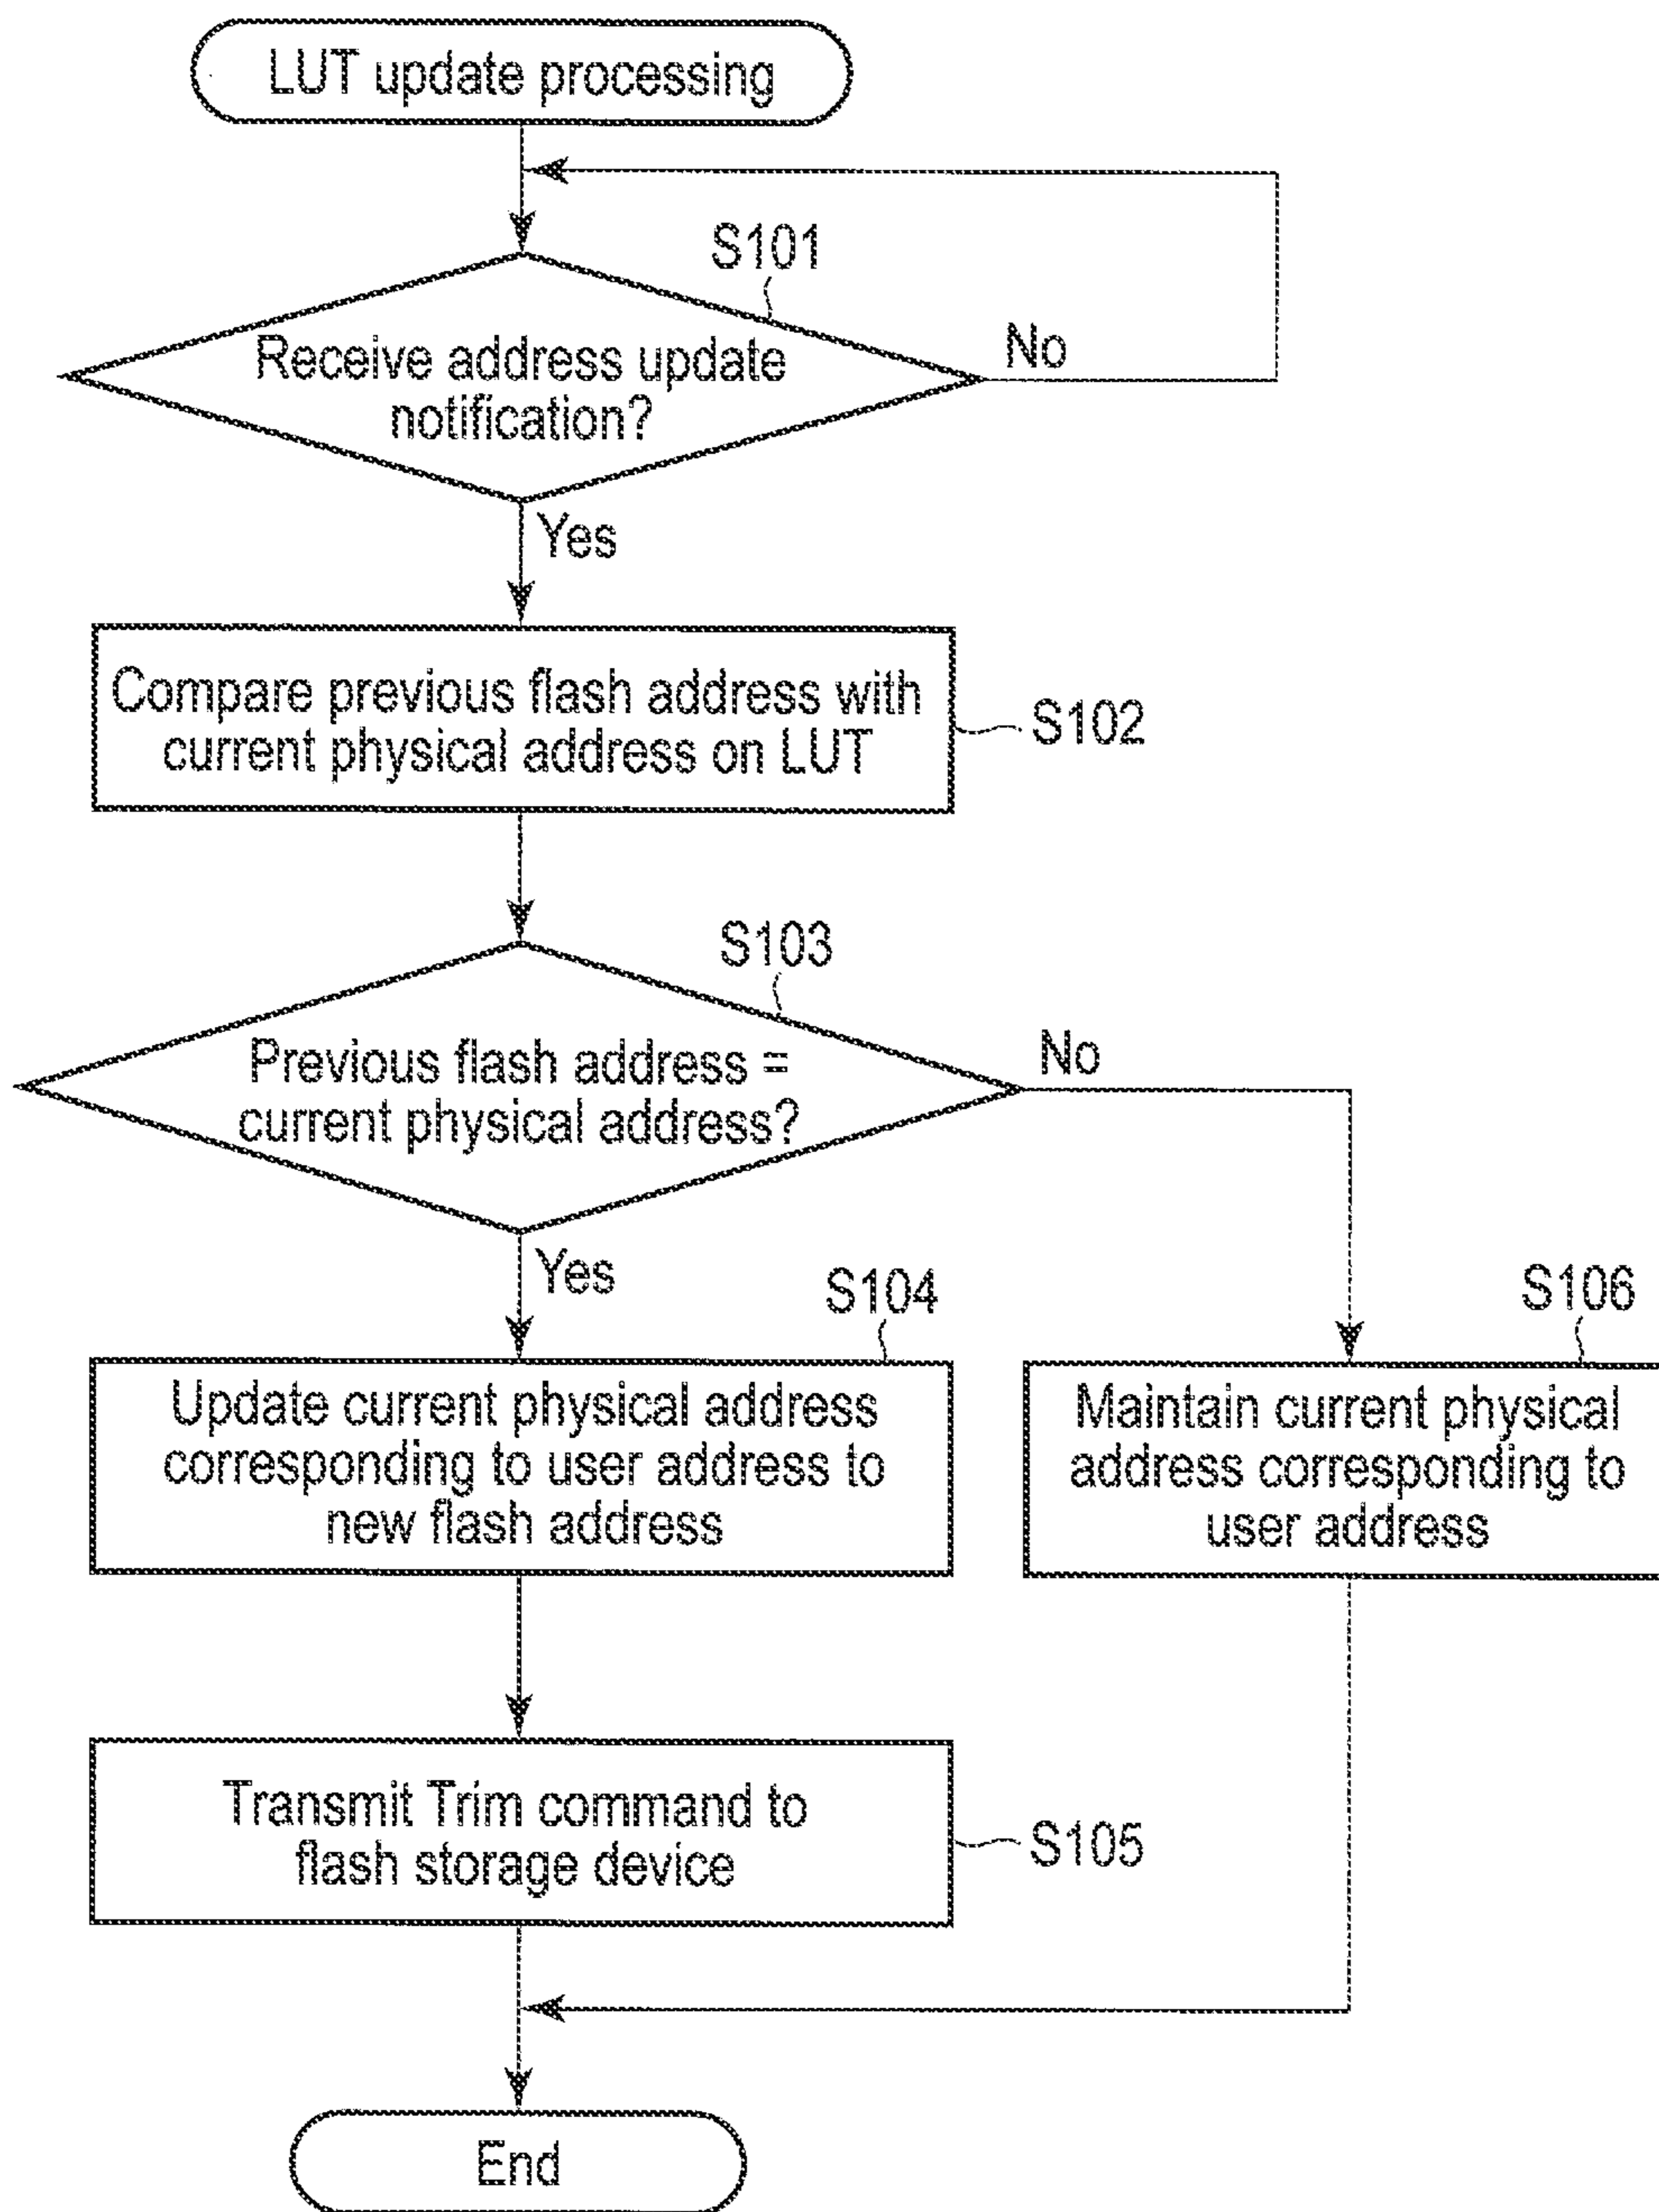 LUT update processing
S101
Receive address update
notification?
No
Yes
Compare previous flash address with
current physical address on LUT
S102
S103
Previous flash address =
current physical address?
No
Yes
S104
Update current physical address
corresponding to user address to
new flash address
S106
Maintain current physical
address corresponding to
user address
Transmit Trim command to
flash storage device
S105
End